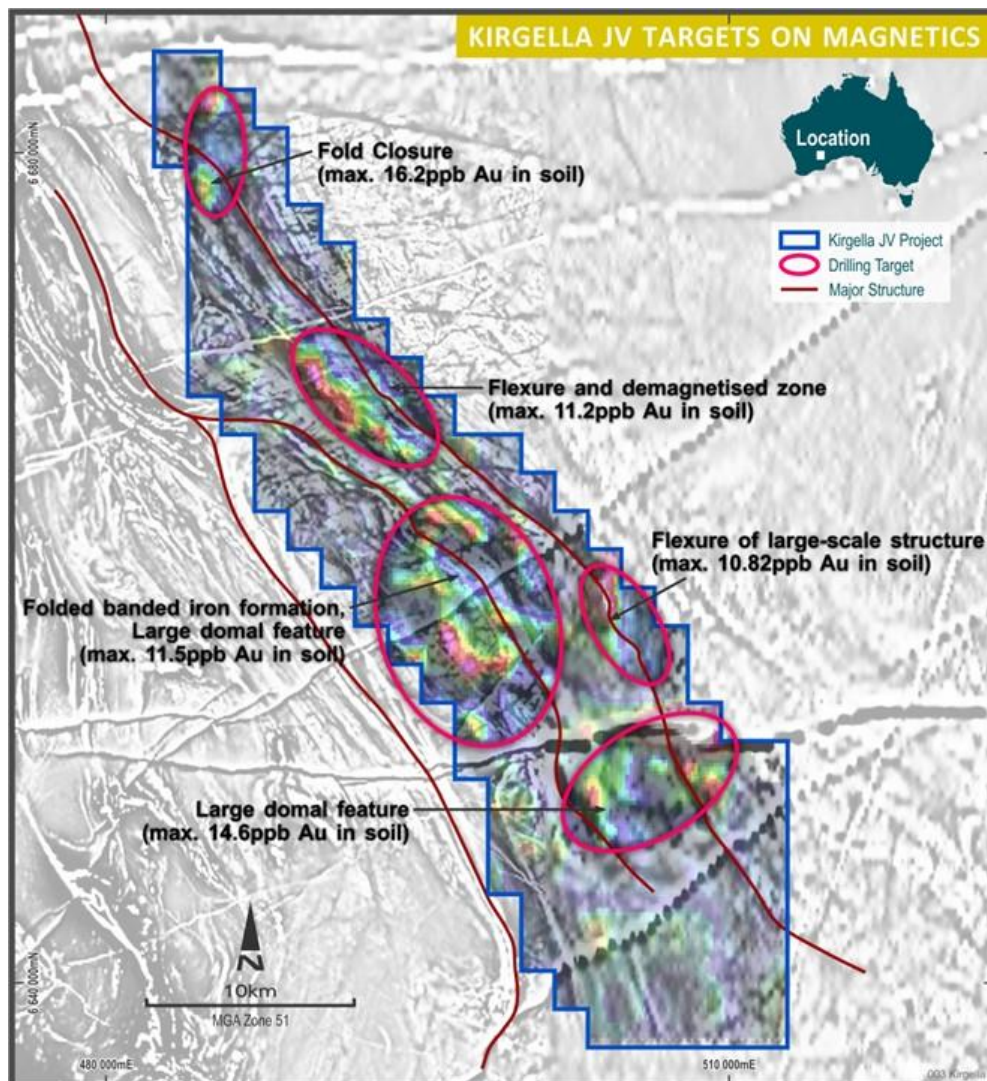 KIRGELLA JV TARGETS ON MAGNETICS
Location
Kirgella JV Project
Drilling Target
Major Structure
Fold Closure
(max. 16.2ppb Au in soil)
Flexure and demagnetised zone
(max. 11.2ppb Au in soil)
Flexure of large-scale structure
(max. 10.82ppb Au in soil)
Folded banded iron formation,
Large domal feature
(max. 11.5ppb Au in soil)
Large domal feature
(max. 14.6ppb Au in soil)
6 680 000mN
6 640 000mN
N
10km
MGA Zone 51
480 000mE
510 000mE
003 Kirgella